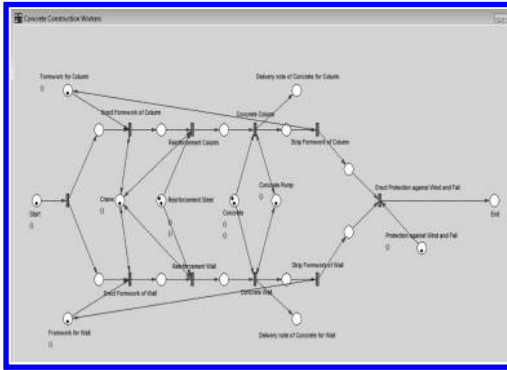 Concrete Construction Workers
Formwork for Column
()
Delivery note of Concrete for Column
Erect Formwork of Column
Concrete Column
Reinforcement Column
Strip Formwork of Column
Start
()
Crane
()
Reinforcement Steel
()
()
Concrete
()
()
Concrete Pump
()
Erect Protection against Wind and Fall
End
Protection against Wind and Fall
()
Reinforcement Wall
Strip Formwork of Wall
Erect Formwork of Wall
Concrete Wall
Formwork for Wall
()
Delivery note of Concrete for Wall